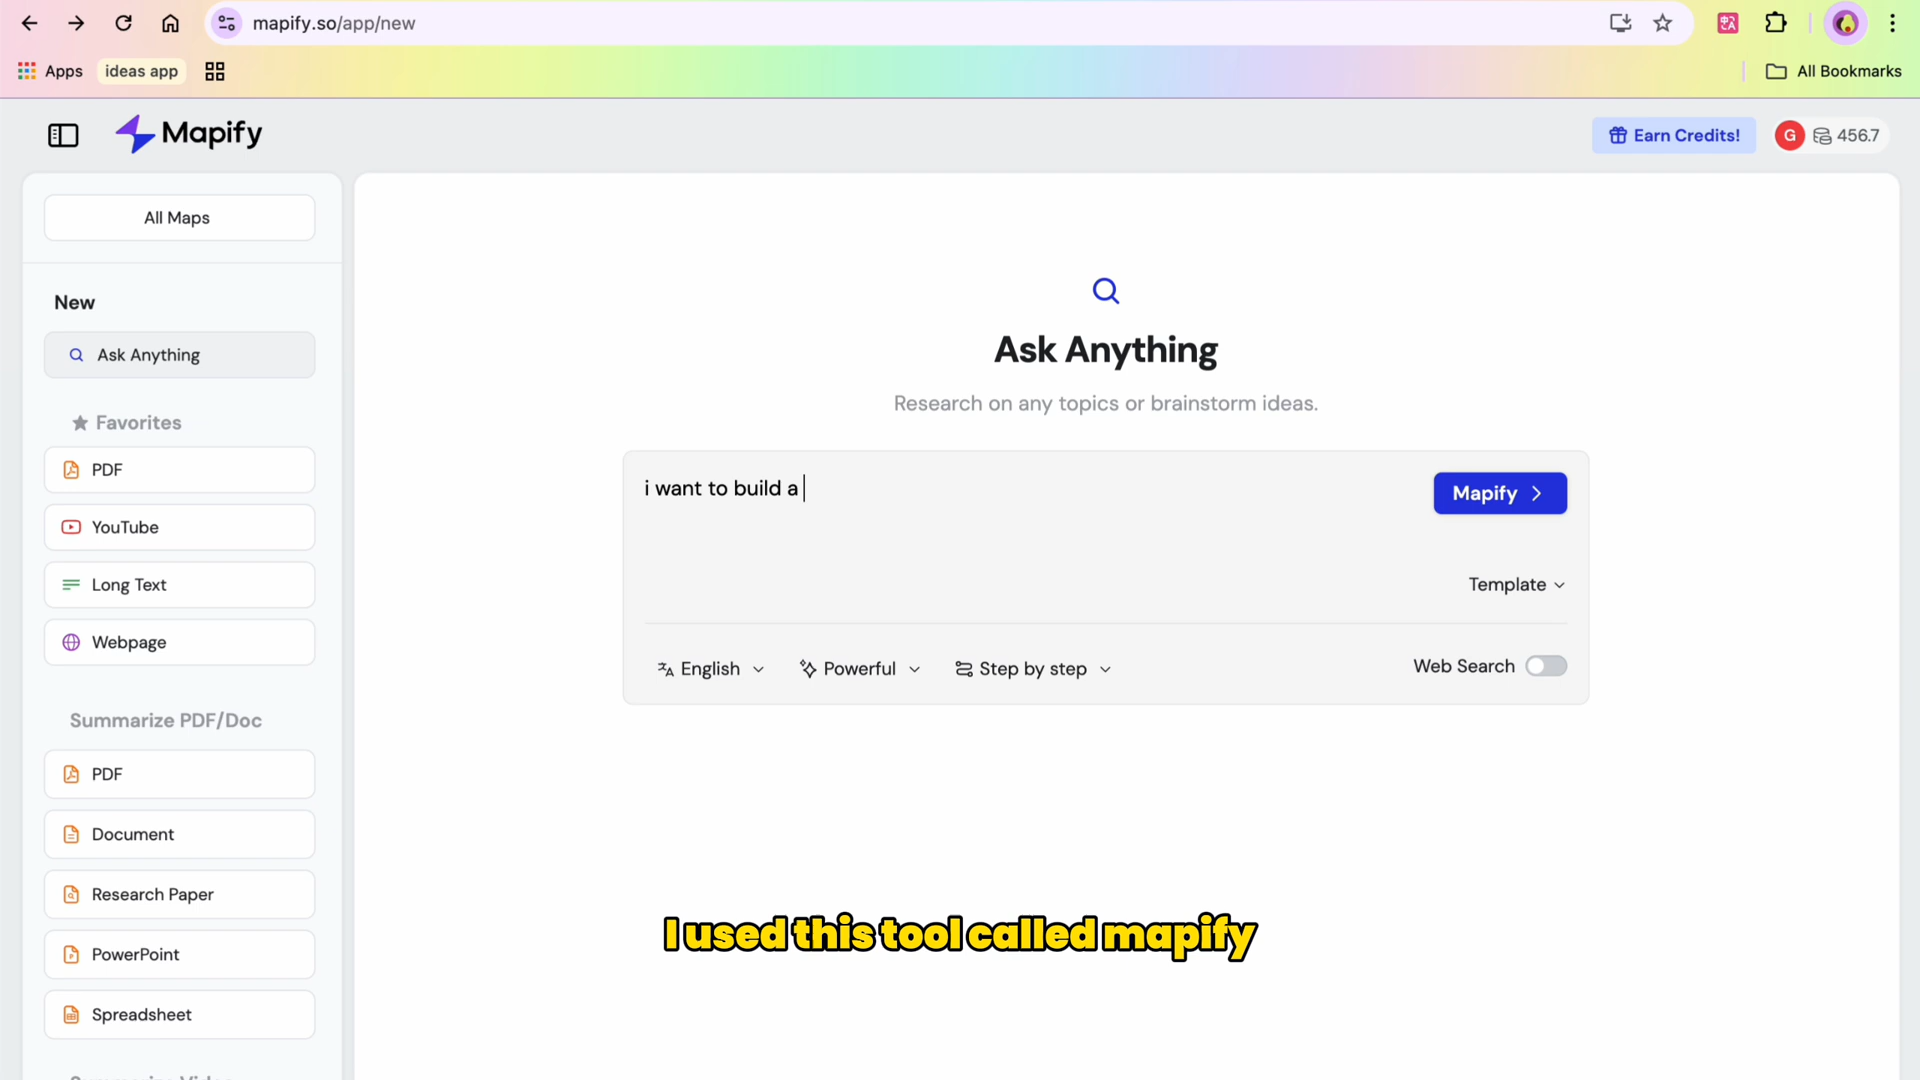 mapify.so/app/new
Apps
ideas app
All Bookmarks
Mapify
Earn Credits!
G
456.7
All Maps
New
Ask Anything
Favorites
PDF
YouTube
Long Text
Webpage
Summarize PDF/Doc
PDF
Document
Research Paper
PowerPoint
Spreadsheet
Summarize Video
Ask Anything
Research on any topics or brainstorm ideas.
i want to build a
Mapify
Template
English
Powerful
Step by step
Web Search
I used this tool called mapify